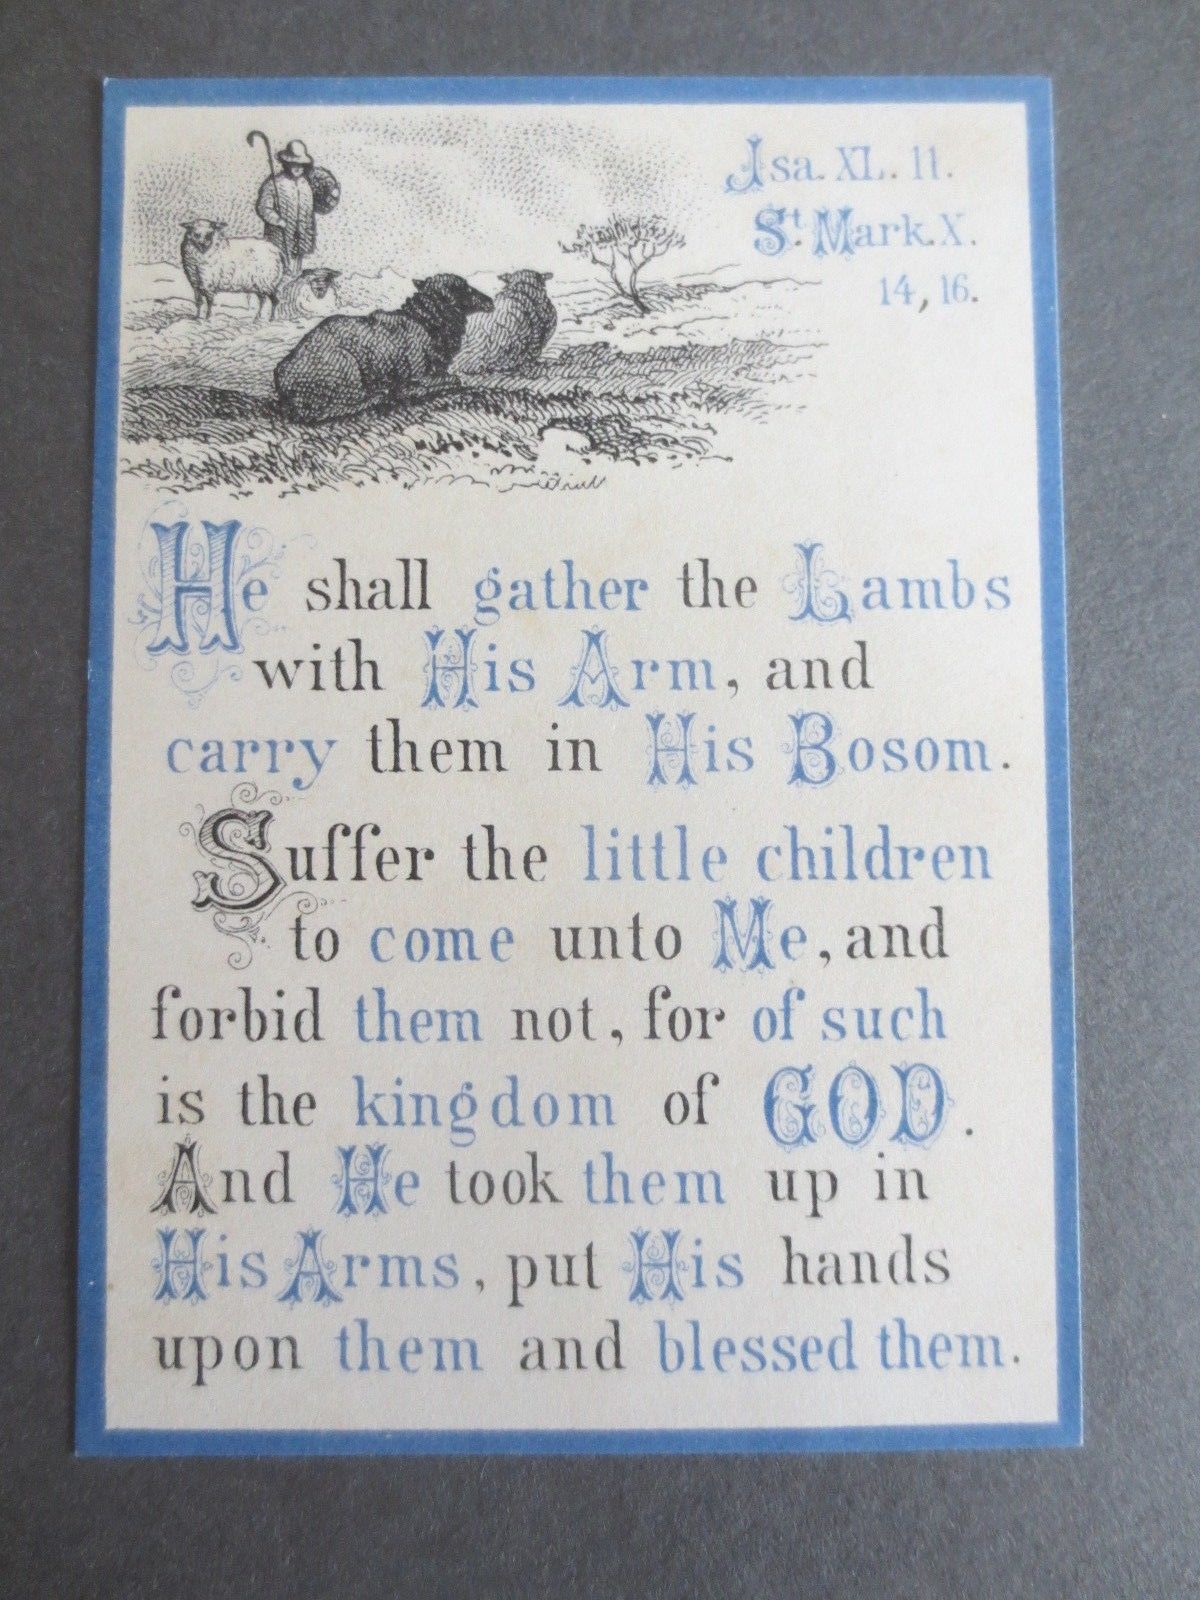 Isa. XL. 11.
St. Mark. X.
14, 16.
He shall gather the Lambs
with His Arm, and
carry them in His Bosom.
Suffer the little children
to come unto Me, and
forbid them not, for of such
is the kingdom of GOD.
And He took them up in
His Arms, put His hands
upon them and blessed them.